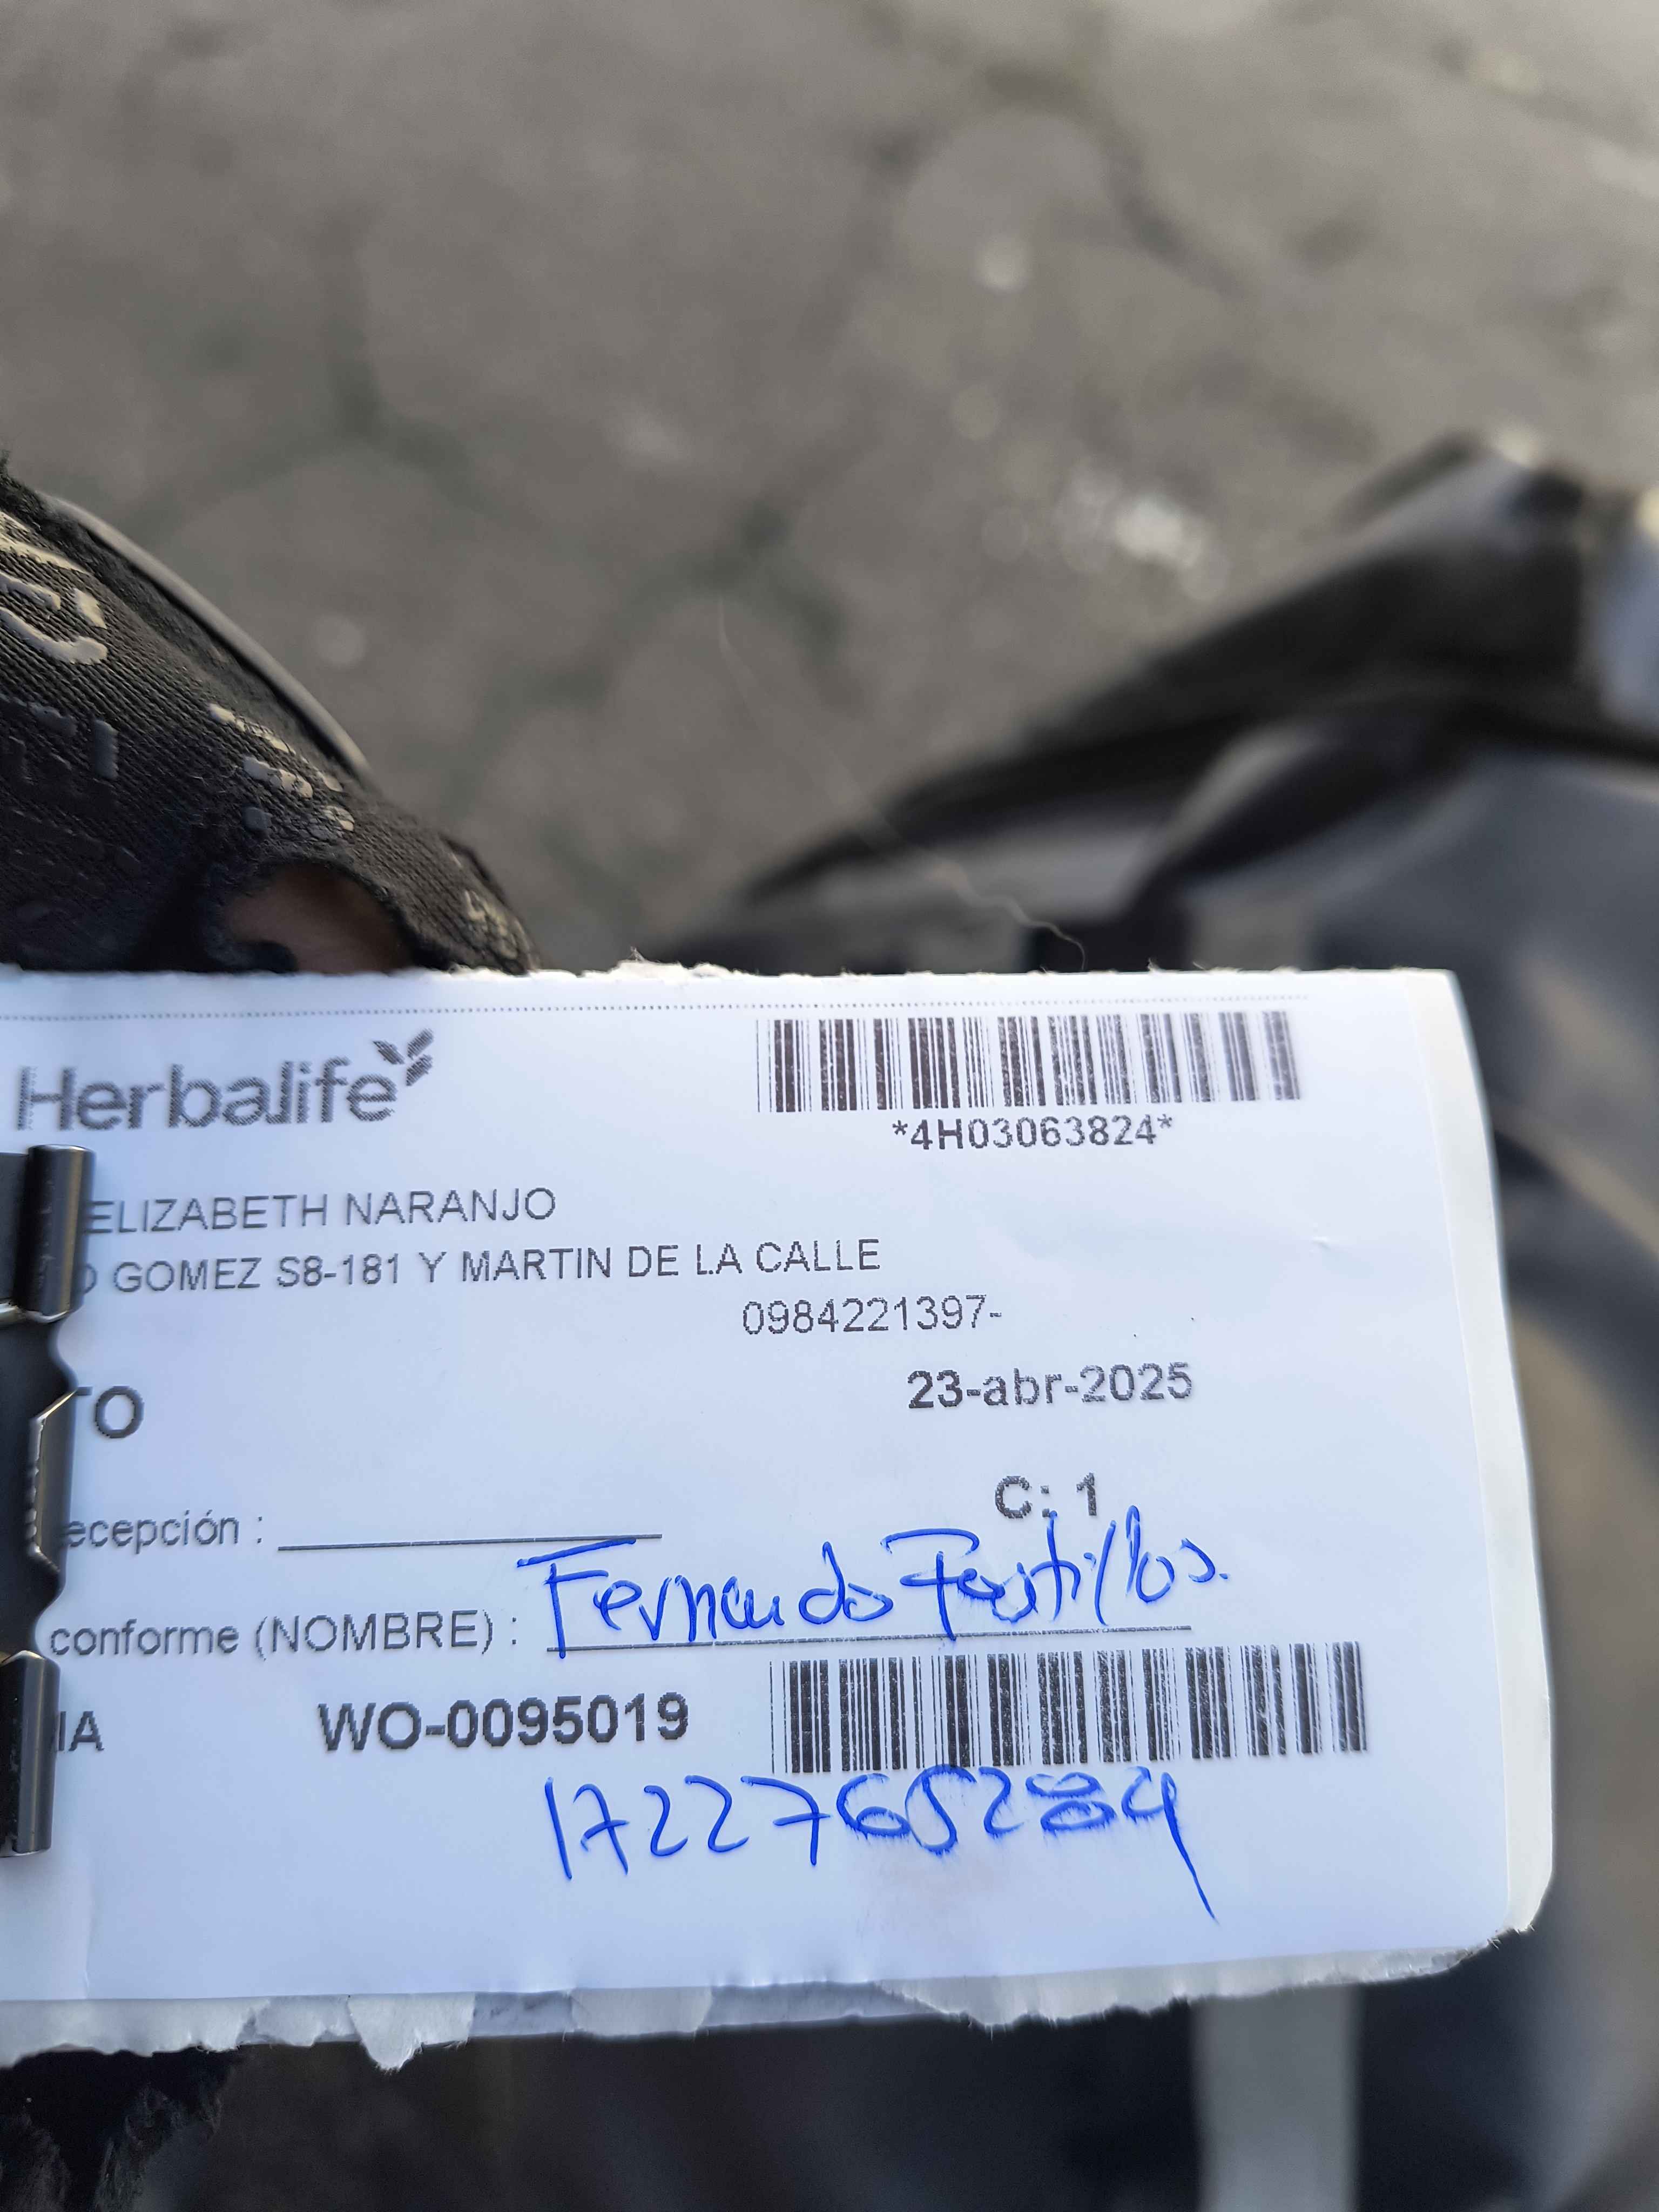 Herbalife
*4H03063824*
ELIZABETH NARANJO
O GOMEZ S8-181 Y MARTIN DE LA CALLE
0984221397-
TO
23-abr-2025
C: 1
ecepción :
conforme (NOMBRE) : Fernando
IA WO-0095019
1722765284